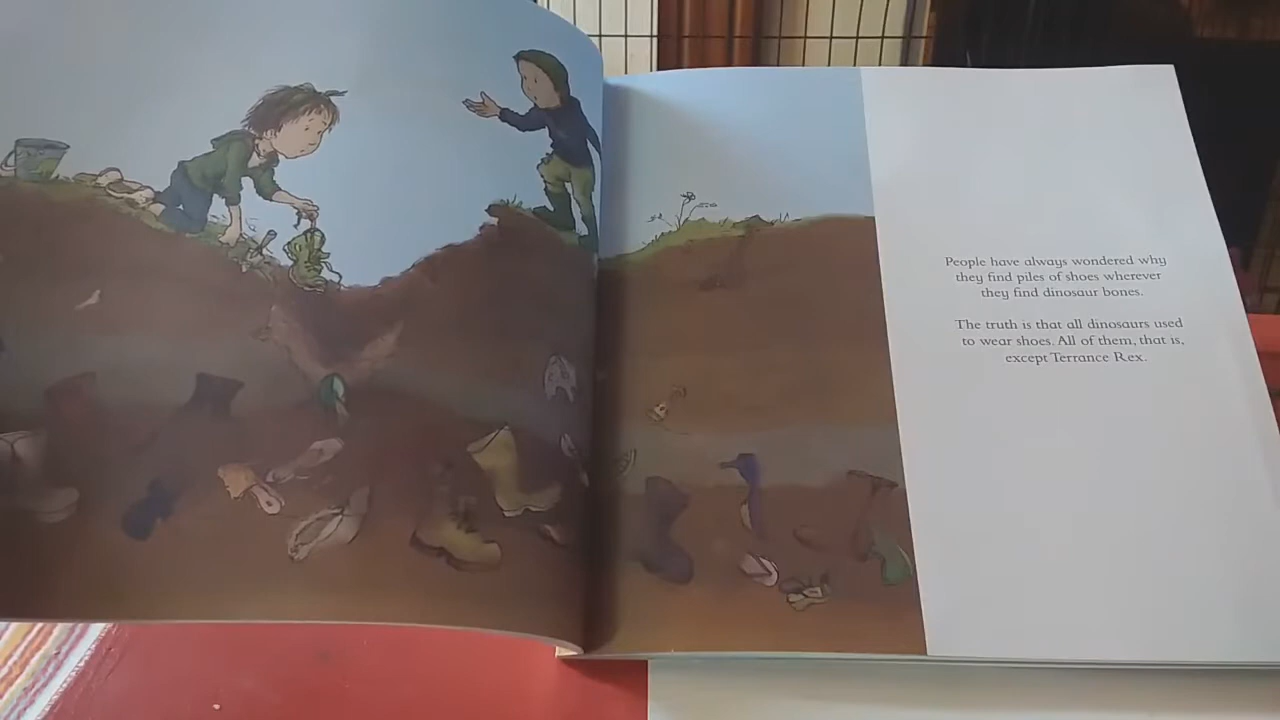 People have always wondered why
they find piles of shoes wherever
they find dinosaur bones.
The truth is that all dinosaurs used
to wear shoes. All of them, that is,
except Terrance Rex.